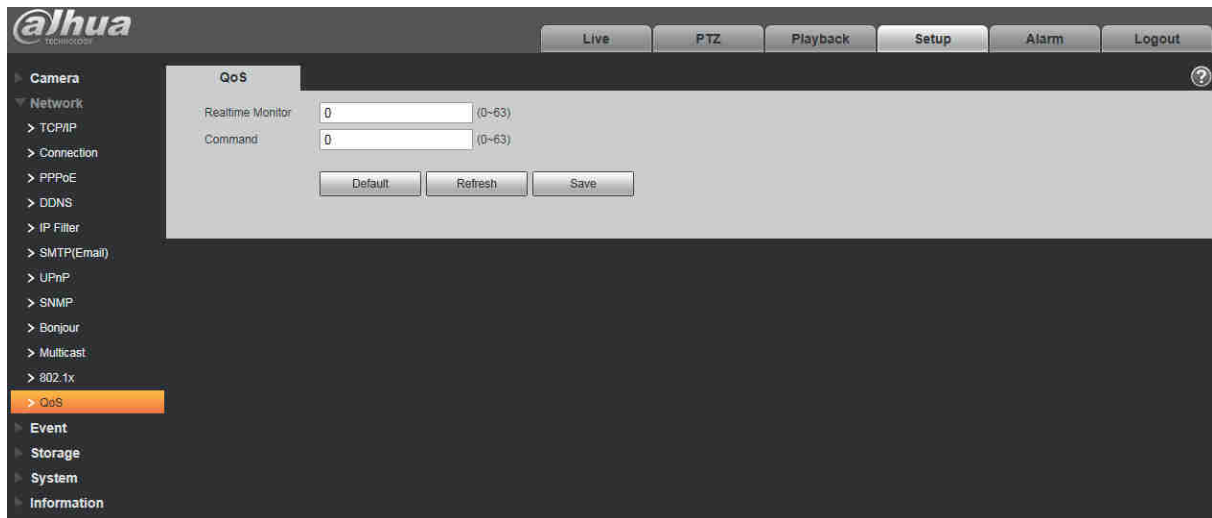 alhua
TECHNOLOGY
Live PTZ Playback Setup Alarm Logout
Camera
Network
> TCP/IP
> Connection
> PPPoE
> DDNS
> IP Filter
> SMTP(Email)
> UPnP
> SNMP
> Bonjour
> Multicast
> 802.1x
> QoS
Event
Storage
System
Information
QoS
?
Realtime Monitor 0 (0~63)
Command 0 (0~63)
Default Refresh Save